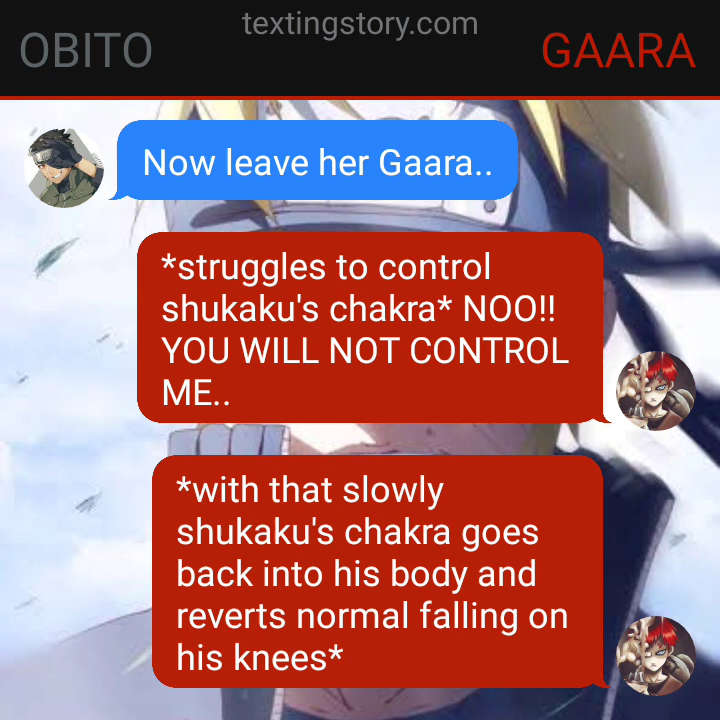 textingstory.com
OBITO
GAARA
Now leave her Gaara..
*struggles to control
shukaku's chakra* NOO!!
YOU WILL NOT CONTROL
ME..
*with that slowly
shukaku's chakra goes
back into his body and
reverts normal falling on
his knees*